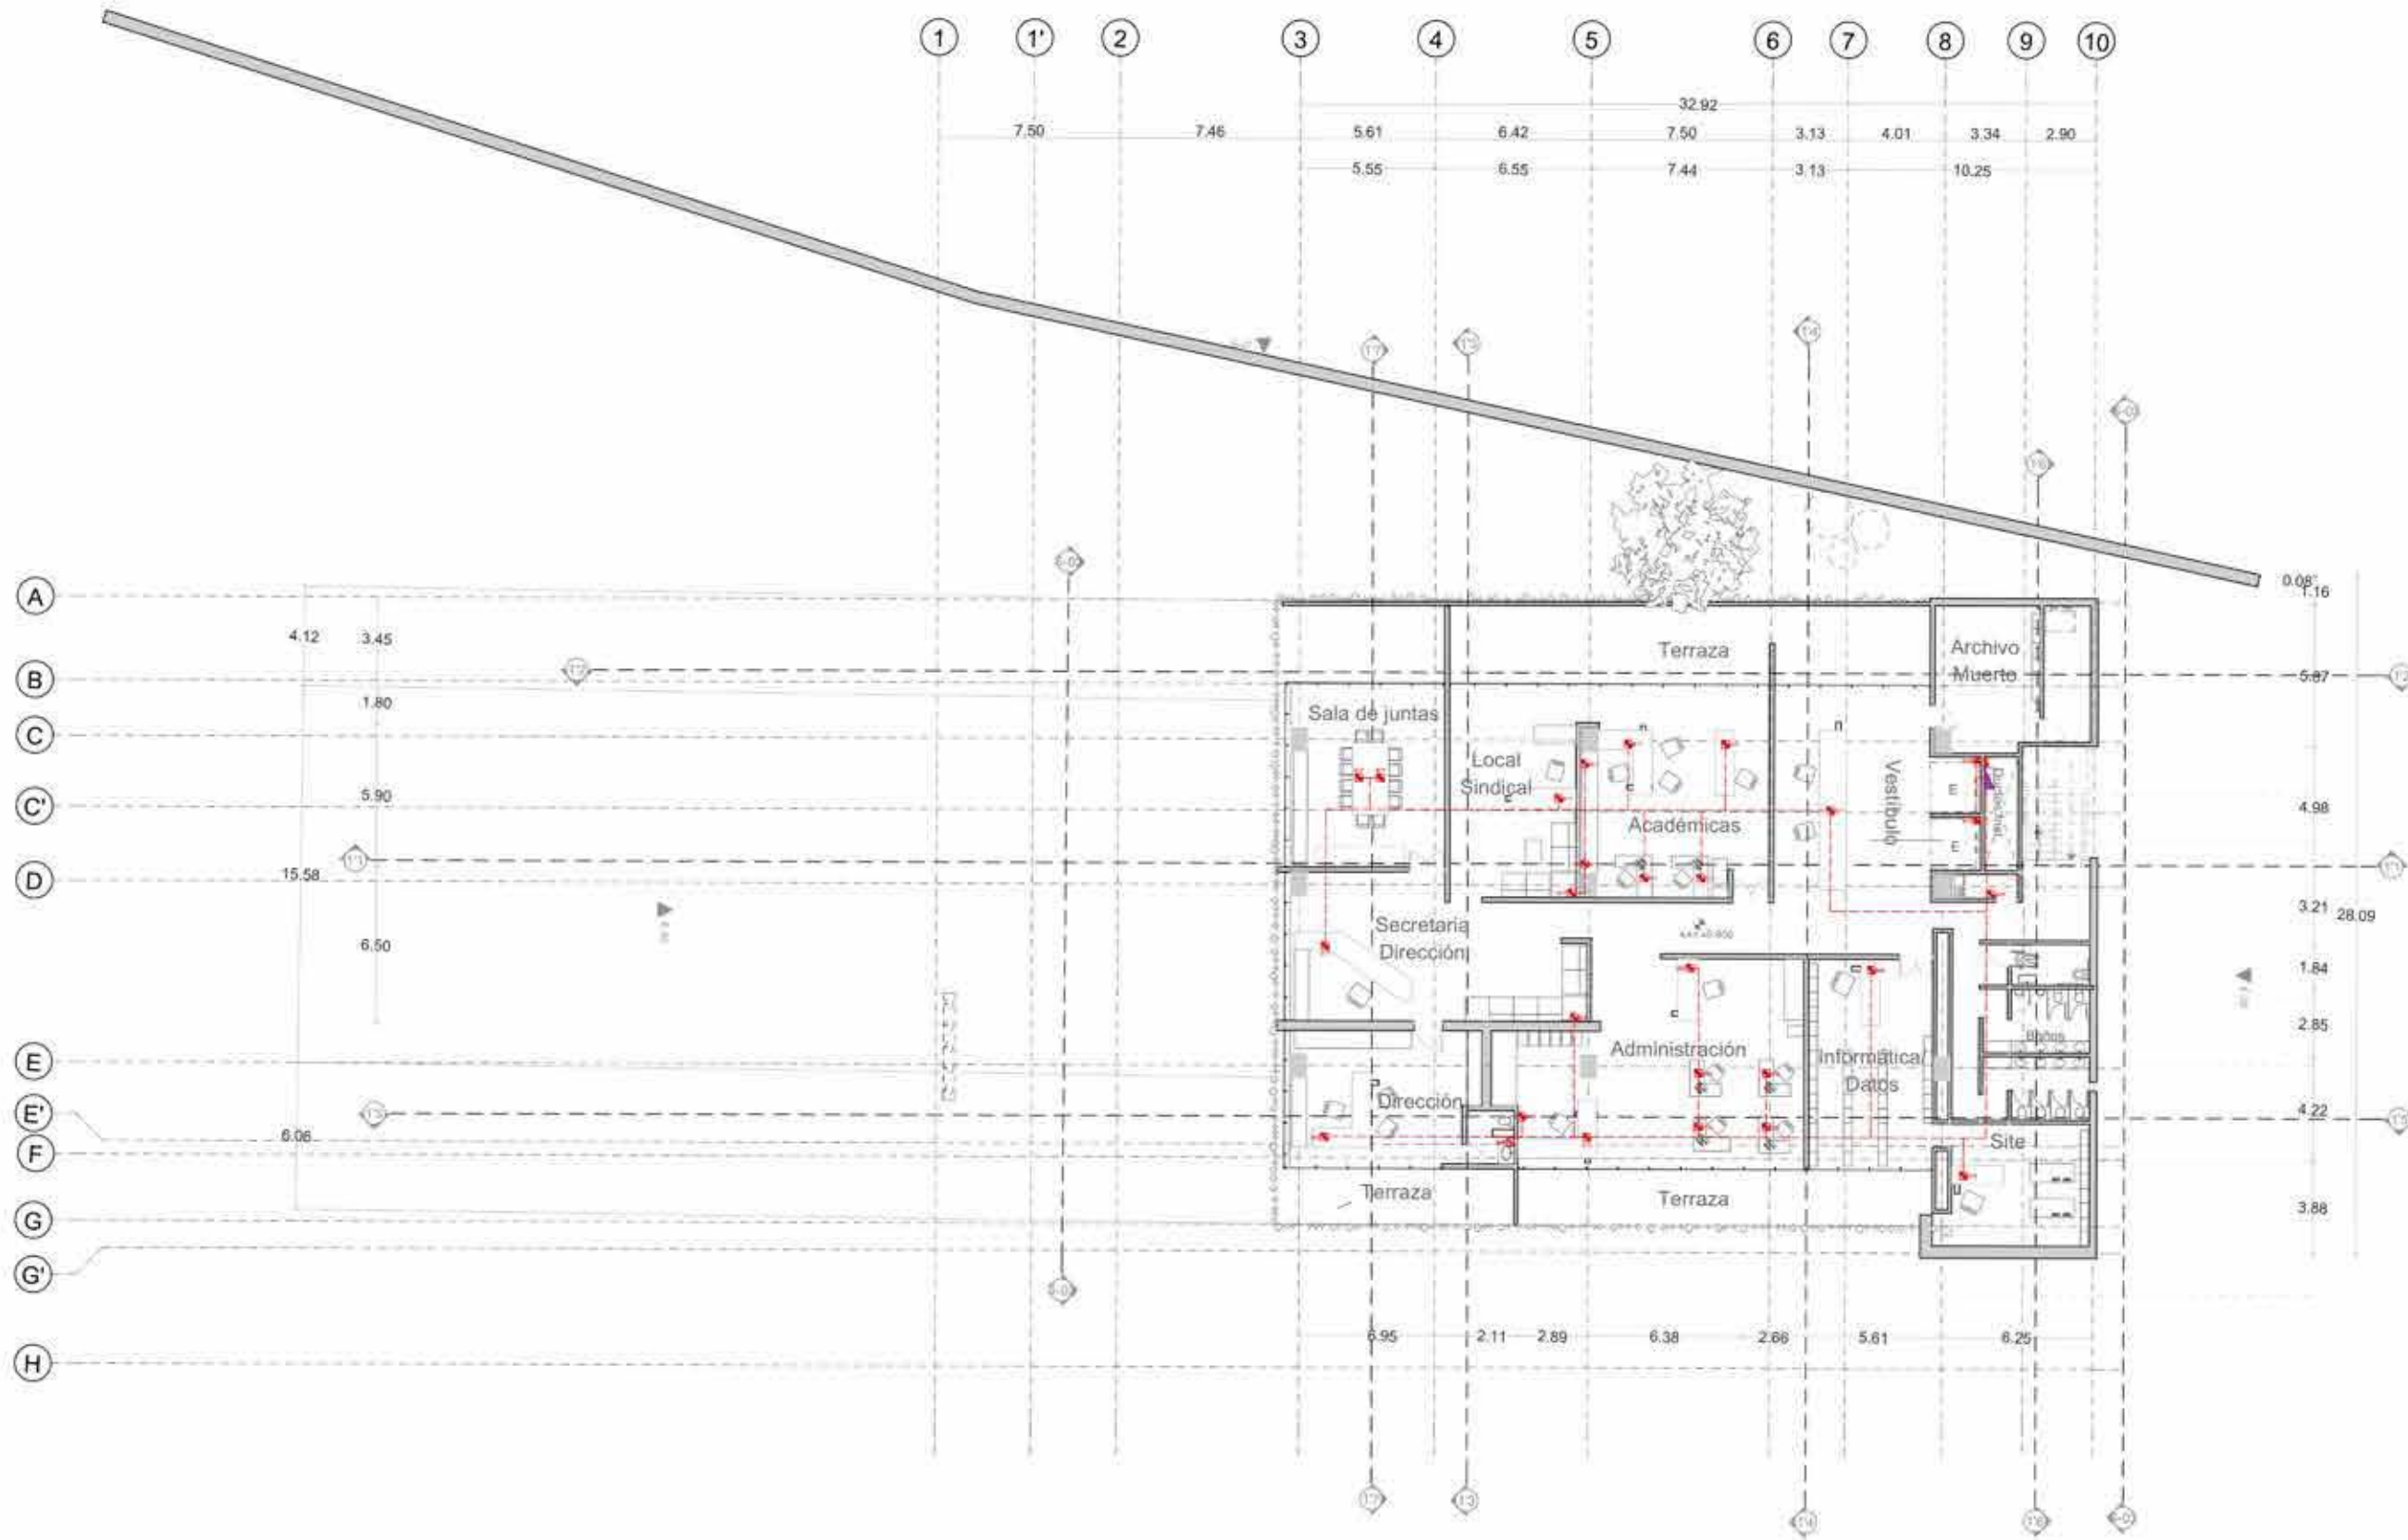 1 1' 2 3 4 5 6 7 8 9 10
32.92
7.50 7.46 5.61 6.42 7.50 3.13 4.01 3.34 2.90
5.55 6.55 7.44 3.13 10.25
A
B
C
C'
D
E
E'
F
G
G'
H
4.12 3.45
1.80
5.90
15.58
6.50
6.06
Terraza
Archivo
Muerto
Sala de juntas
Local
Sindical
Académicas
Vestíbulo
E
E
Secretaria
Dirección
Administración
Informática/
Datos
Baños
Dirección
Site
Terraza
Terraza
0.08
1.16
5.87
4.98
3.21 28.09
1.84
2.85
4.22
3.88
6.95 2.11 2.89 6.38 2.66 5.61 6.25